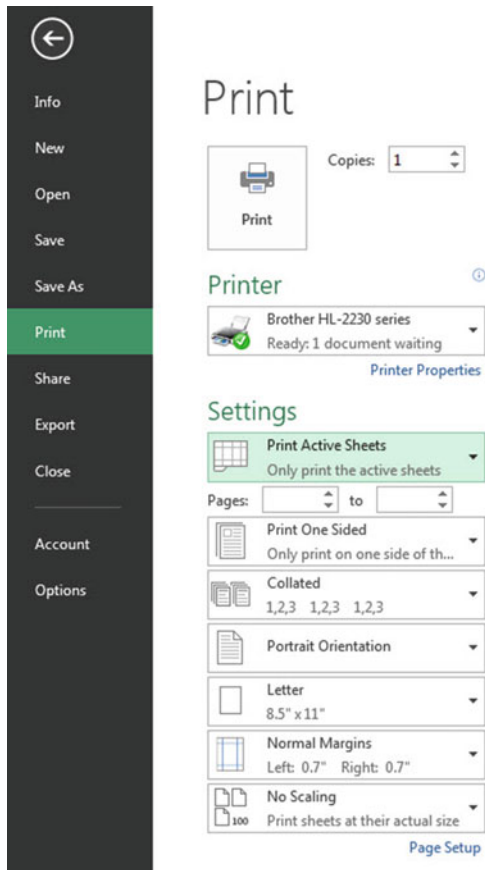 Info
New
Open
Save
Save As
Print
Share
Export
Close
Account
Options
Print
Copies: 1
Print
Printer
Brother HL-2230 series
Ready: 1 document waiting
Printer Properties
Settings
Print Active Sheets
Only print the active sheets
Pages: to
Print One Sided
Only print on one side of th...
Collated
1,2,3 1,2,3 1,2,3
Portrait Orientation
Letter
8.5" x 11"
Normal Margins
Left: 0.7" Right: 0.7"
No Scaling
100
Print sheets at their actual size
Page Setup